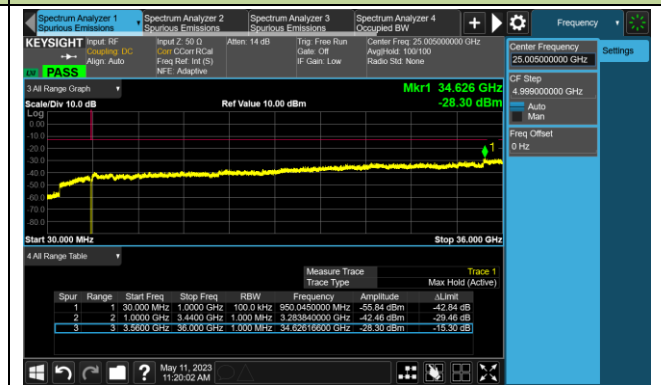 Spectrum Analyzer 1
Spurious Emissions
Spectrum Analyzer 2
Spurious Emissions
Spectrum Analyzer 3
Spurious Emissions
Spectrum Analyzer 4
Occupied BW
Frequency
KEYSIGHT
Input: RF
Coupling: DC
Align: Auto
Input Z: 50 Ω
Corr CCorr RCal
Freq Ref: Int (S)
NFE: Adaptive
Atten: 14 dB
Trig: Free Run
Gate: Off
IF Gain: Low
Center Freq: 25.005000000 GHz
Avg|Hold: 100/100
Radio Std: None
LNI PASS
3 All Range Graph
Mkr1 34.626 GHz
-28.30 dBm
Scale/Div 10.0 dB
Ref Value 10.00 dBm
Log
0.00
-10.0
-20.0
-30.0
-40.0
-50.0
-60.0
-70.0
-80.0
1
Start 30.000 MHz
Stop 36.000 GHz
4 All Range Table
Measure Trace Trace 1
Trace Type Max Hold (Active)
Spur Range Start Freq Stop Freq RBW Frequency Amplitude ∆Limit
1 1 30.000 MHz 1.0000 GHz 100.0 kHz 950.0450000 MHz -55.84 dBm -42.84 dB
2 2 1.0000 GHz 3.4400 GHz 1.000 MHz 3.283840000 GHz -42.46 dBm -29.46 dB
3 3 3.5600 GHz 36.000 GHz 1.000 MHz 34.62616600 GHz -28.30 dBm -15.30 dB
May 11, 2023
11:20:02 AM
Center Frequency
25.005000000 GHz
Settings
CF Step
4.999000000 GHz
Auto
Man
Freq Offset
0 Hz